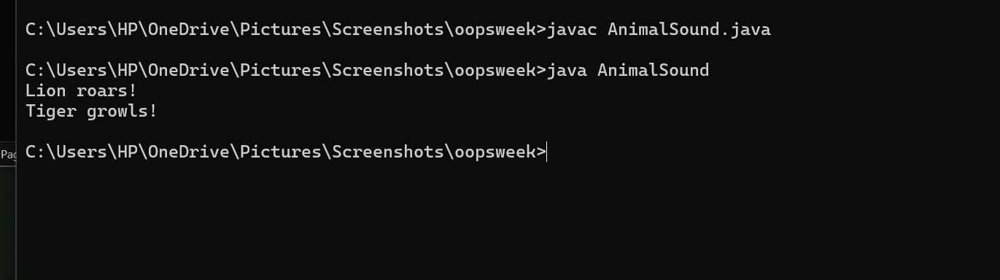 C:\Users\HP\OneDrive\Pictures\Screenshots\oopsweek>javac AnimalSound.java
C:\Users\HP\OneDrive\Pictures\Screenshots\oopsweek>java AnimalSound
Lion roars!
Tiger growls!
C:\Users\HP\OneDrive\Pictures\Screenshots\oopsweek>